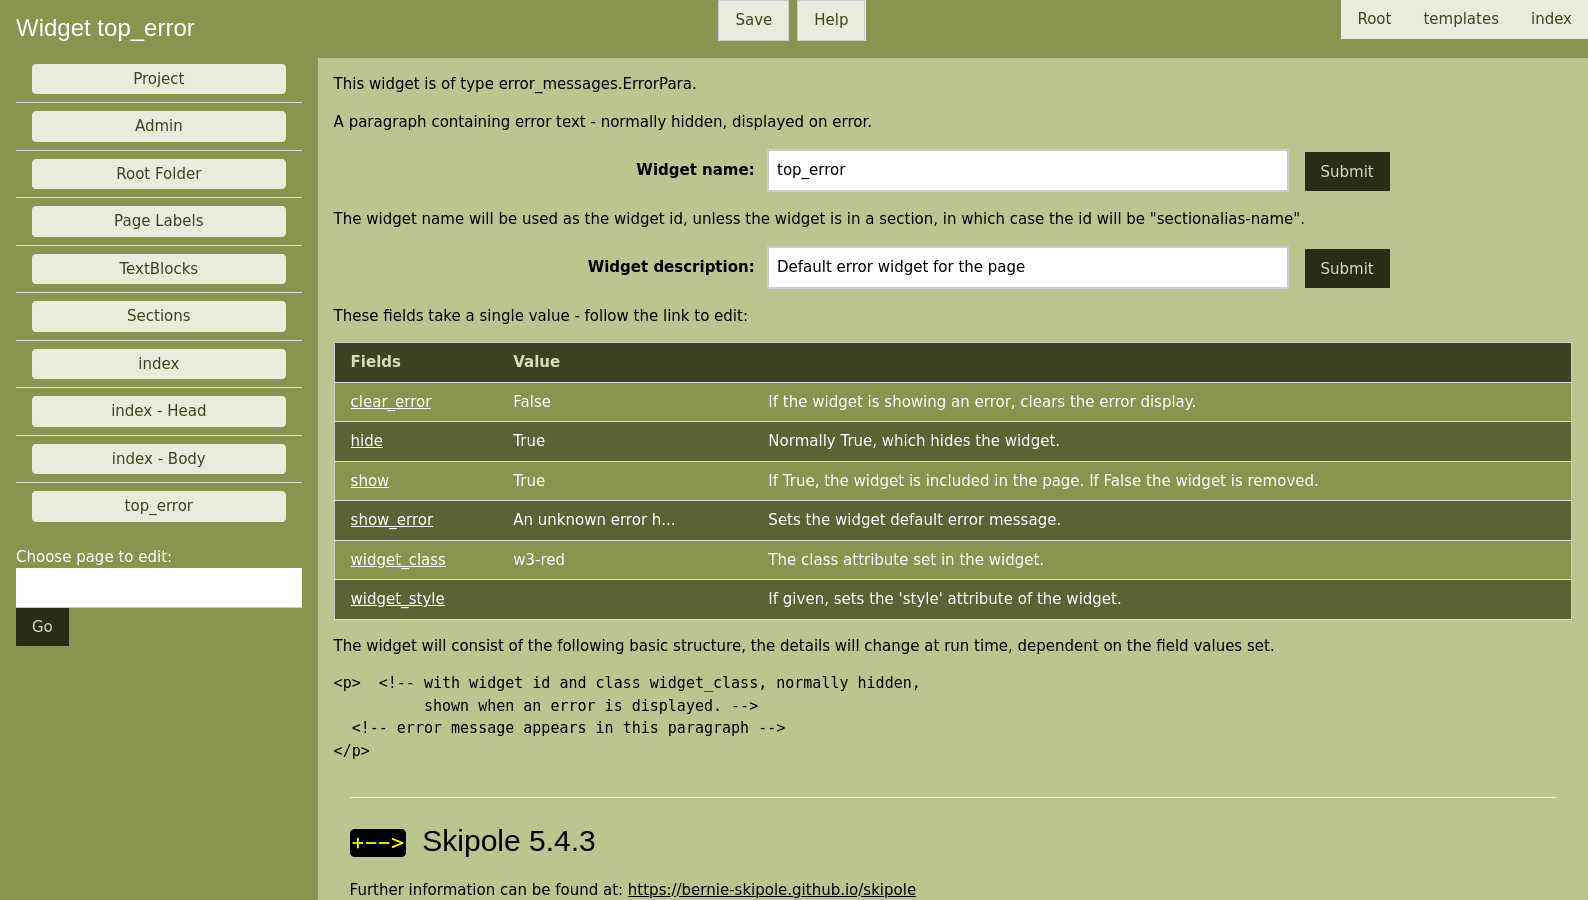 Widget top_error
Save
Help
Root
templates
index
Project
Admin
Root Folder
Page Labels
TextBlocks
Sections
index
index - Head
index - Body
top_error
Choose page to edit:
Go
This widget is of type error_messages.ErrorPara.
A paragraph containing error text - normally hidden, displayed on error.
Widget name: top_error Submit
The widget name will be used as the widget id, unless the widget is in a section, in which case the id will be "sectionalias-name".
Widget description: Default error widget for the page Submit
These fields take a single value - follow the link to edit:
Fields Value
clear_error False If the widget is showing an error, clears the error display.
hide True Normally True, which hides the widget.
show True If True, the widget is included in the page. If False the widget is removed.
show_error An unknown error h... Sets the widget default error message.
widget_class w3-red The class attribute set in the widget.
widget_style If given, sets the 'style' attribute of the widget.
The widget will consist of the following basic structure, the details will change at run time, dependent on the field values set.
<p>  <!-- with widget id and class widget_class, normally hidden,
          shown when an error is displayed. -->
  <!-- error message appears in this paragraph -->
</p>
+−−> Skipole 5.4.3
Further information can be found at: https://bernie-skipole.github.io/skipole